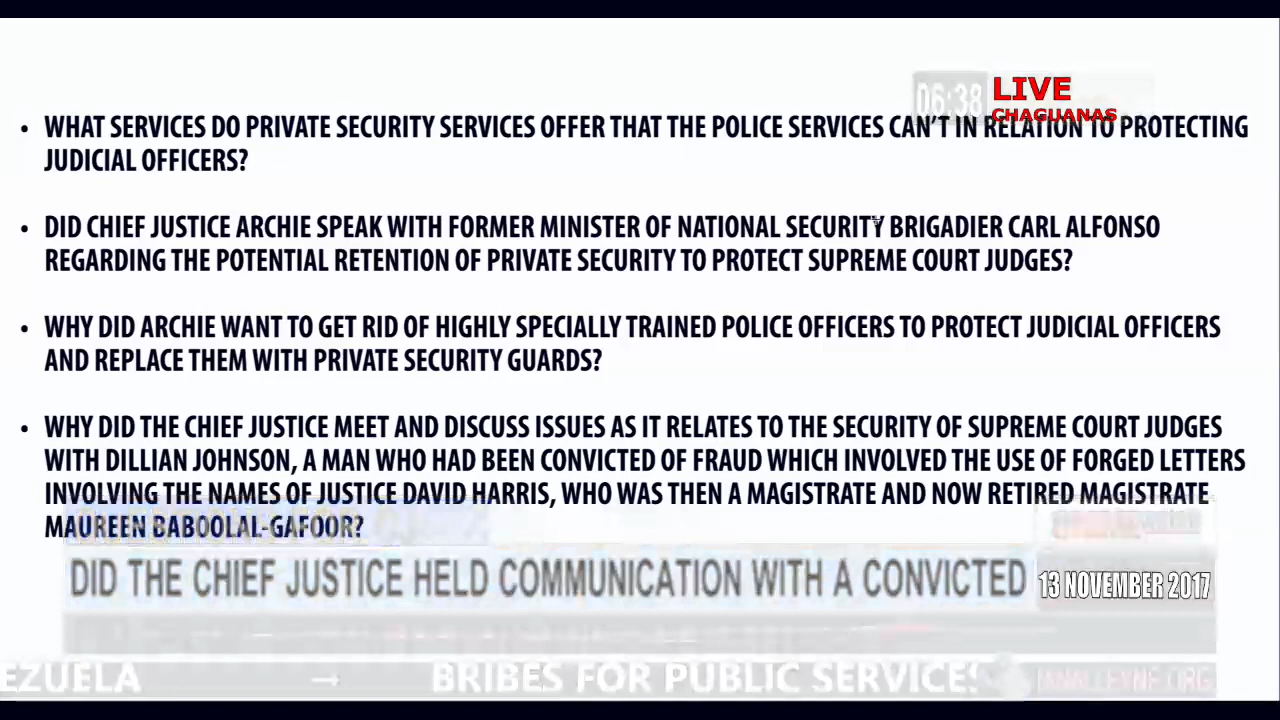 06:38 LIVE
CHAGUANAS
• WHAT SERVICES DO PRIVATE SECURITY SERVICES OFFER THAT THE POLICE SERVICES CAN'T IN RELATION TO PROTECTING
JUDICIAL OFFICERS?
• DID CHIEF JUSTICE ARCHIE SPEAK WITH FORMER MINISTER OF NATIONAL SECURITY BRIGADIER CARL ALFONSO
REGARDING THE POTENTIAL RETENTION OF PRIVATE SECURITY TO PROTECT SUPREME COURT JUDGES?
• WHY DID ARCHIE WANT TO GET RID OF HIGHLY SPECIALLY TRAINED POLICE OFFICERS TO PROTECT JUDICIAL OFFICERS
AND REPLACE THEM WITH PRIVATE SECURITY GUARDS?
• WHY DID THE CHIEF JUSTICE MEET AND DISCUSS ISSUES AS IT RELATES TO THE SECURITY OF SUPREME COURT JUDGES
WITH DILLIAN JOHNSON, A MAN WHO HAD BEEN CONVICTED OF FRAUD WHICH INVOLVED THE USE OF FORGED LETTERS
INVOLVING THE NAMES OF JUSTICE DAVID HARRIS, WHO WAS THEN A MAGISTRATE AND NOW RETIRED MAGISTRATE
MAUREEN BABOOLAL-GAFOOR?
DID THE CHIEF JUSTICE HELD COMMUNICATION WITH A CONVICTED
13 NOVEMBER 2017
EZUELA → BRIBES FOR PUBLIC SERVICES